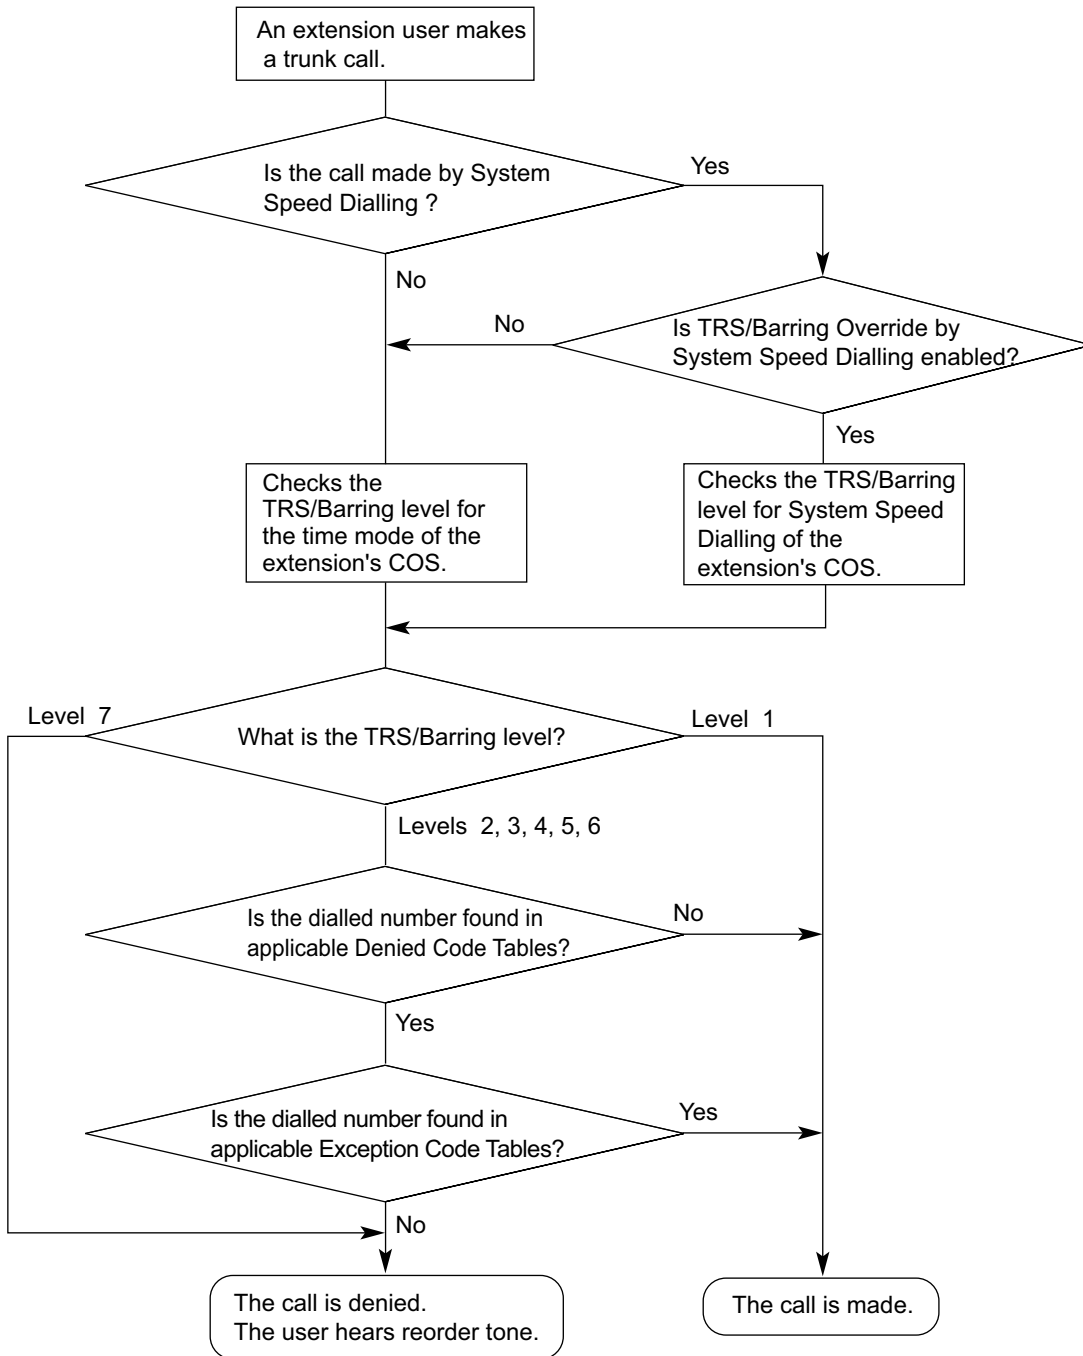 An extension user makes
a trunk call.
Is the call made by System
Speed Dialling ?
Yes
No
Is TRS/Barring Override by
System Speed Dialling enabled?
No
Yes
Checks the
TRS/Barring level for
the time mode of the
extension's COS.
Checks the TRS/Barring
level for System Speed
Dialling of the
extension's COS.
Level 7
What is the TRS/Barring level?
Level 1
Levels 2, 3, 4, 5, 6
Is the dialled number found in
applicable Denied Code Tables?
No
Yes
Is the dialled number found in
applicable Exception Code Tables?
Yes
No
The call is denied.
The user hears reorder tone.
The call is made.